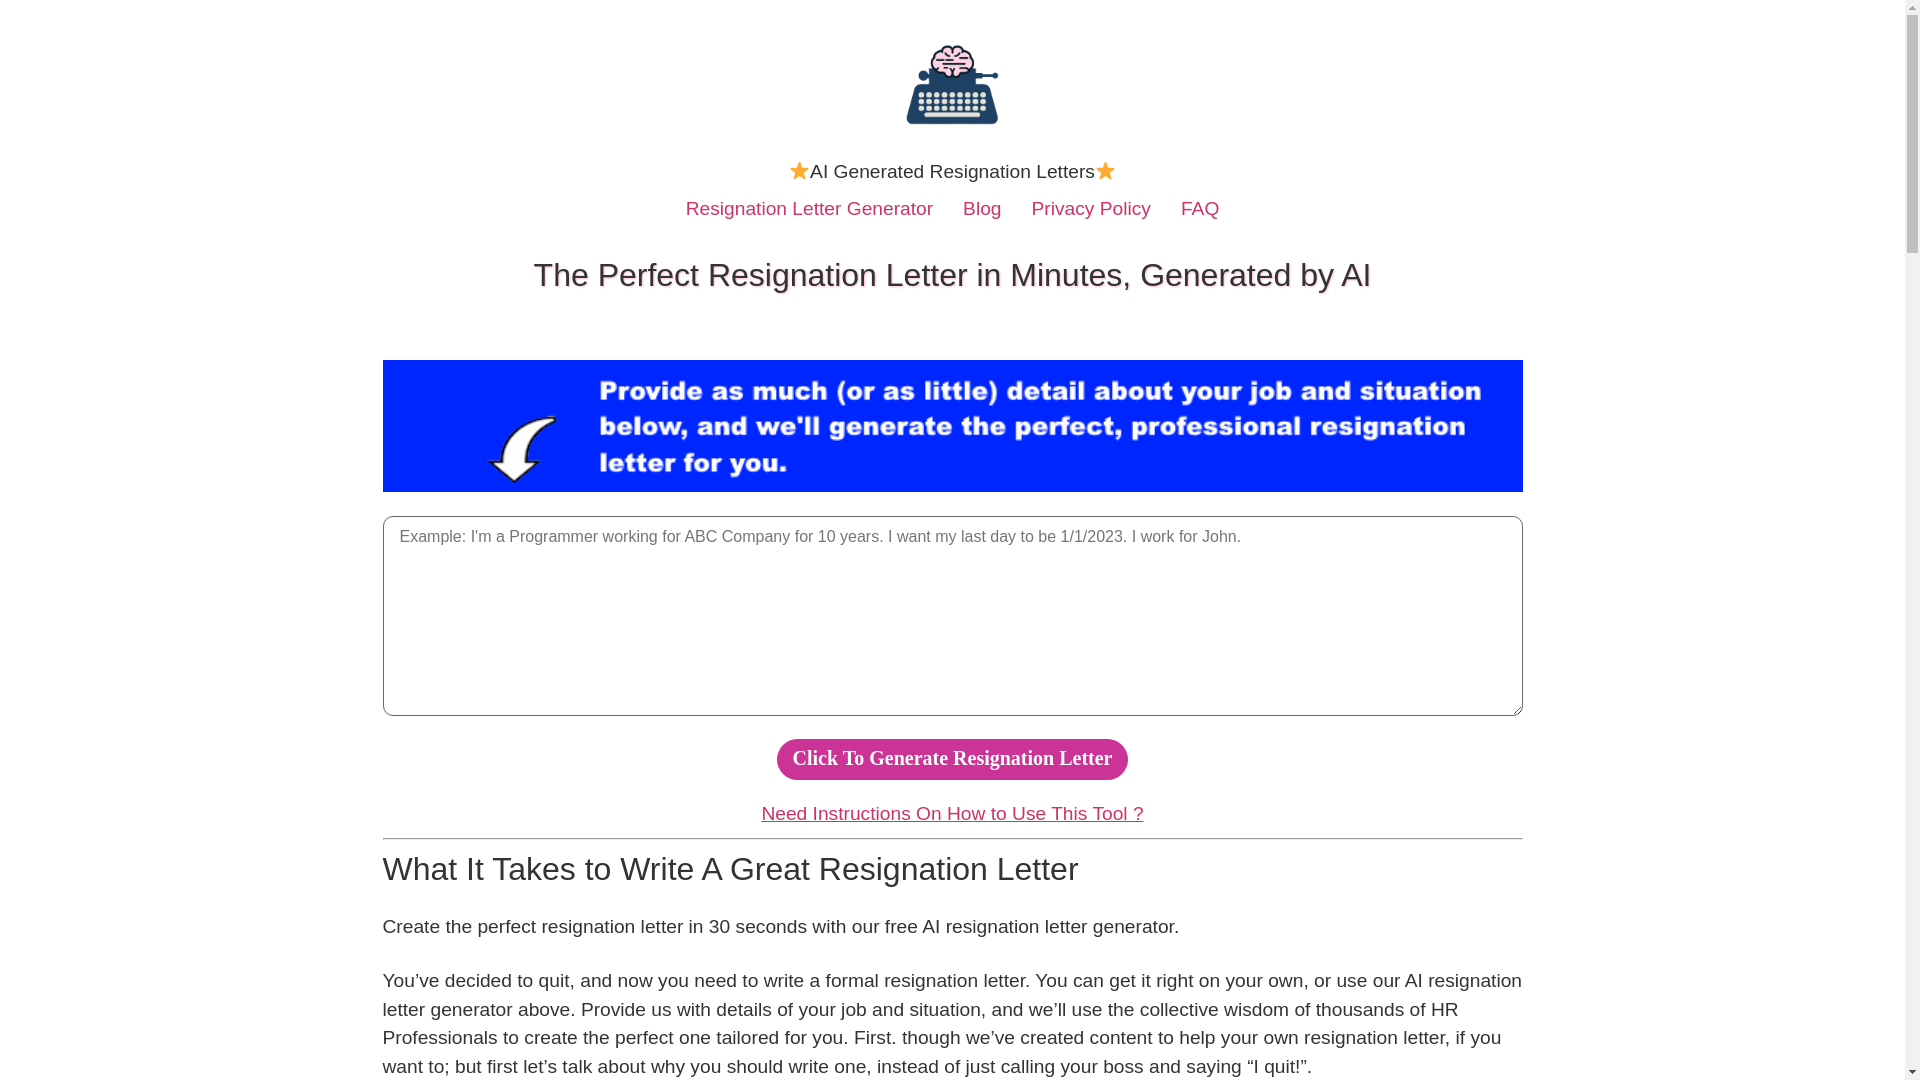 AI Generated Resignation Letters
Resignation Letter Generator Blog Privacy Policy FAQ
The Perfect Resignation Letter in Minutes, Generated by AI
Provide as much (or as little) detail about your job and situation
below, and we'll generate the perfect, professional resignation
letter for you.
Example: I'm a Programmer working for ABC Company for 10 years. I want my last day to be 1/1/2023. I work for John.
Click To Generate Resignation Letter
Need Instructions On How to Use This Tool ?
What It Takes to Write A Great Resignation Letter
Create the perfect resignation letter in 30 seconds with our free AI resignation letter generator.
You’ve decided to quit, and now you need to write a formal resignation letter. You can get it right on your own, or use our AI resignation
letter generator above. Provide us with details of your job and situation, and we’ll use the collective wisdom of thousands of HR
Professionals to create the perfect one tailored for you. First. though we’ve created content to help your own resignation letter, if you
want to; but first let’s talk about why you should write one, instead of just calling your boss and saying “I quit!”.